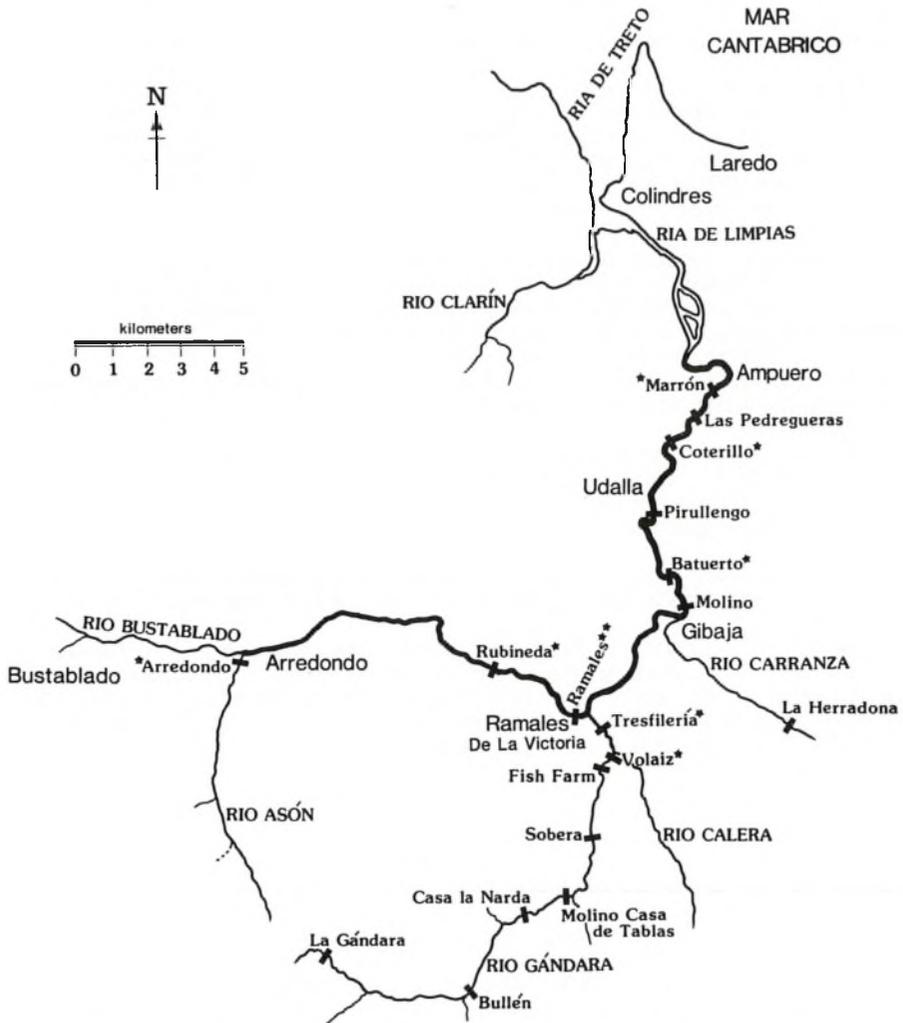 MAR
CANTABRICO
RIA DE TRETO
N
Laredo
Colindres
RIA DE LIMPIAS
RIO CLARÍN
kilometers
0 1 2 3 4 5
*Marrón
Ampuero
Las Pedregueras
Coterillo*
Udalla
Pirullengo
Batuerto*
Molino
Gibaja
RIO BUSTABLADO
Bustablado
*Arredondo
Arredondo
Rubineda*
Ramales**
RIO CARRANZA
La Herradona
Ramales
De La Victoria
Tresfilería*
Volaiz*
Fish Farm
RIO ASÓN
Sobera
RIO CALERA
Casa la Narda
Molino Casa
de Tablas
La Gándara
RIO GÁNDARA
Bullén